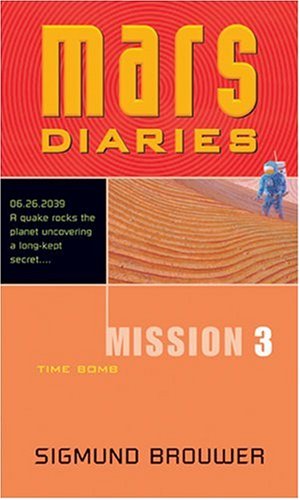 mars
DIARIES
06.26.2039
A quake rocks the
planet uncovering
a long-kept
secret....
MISSION 3
TIME BOMB
SIGMUND BROUWER